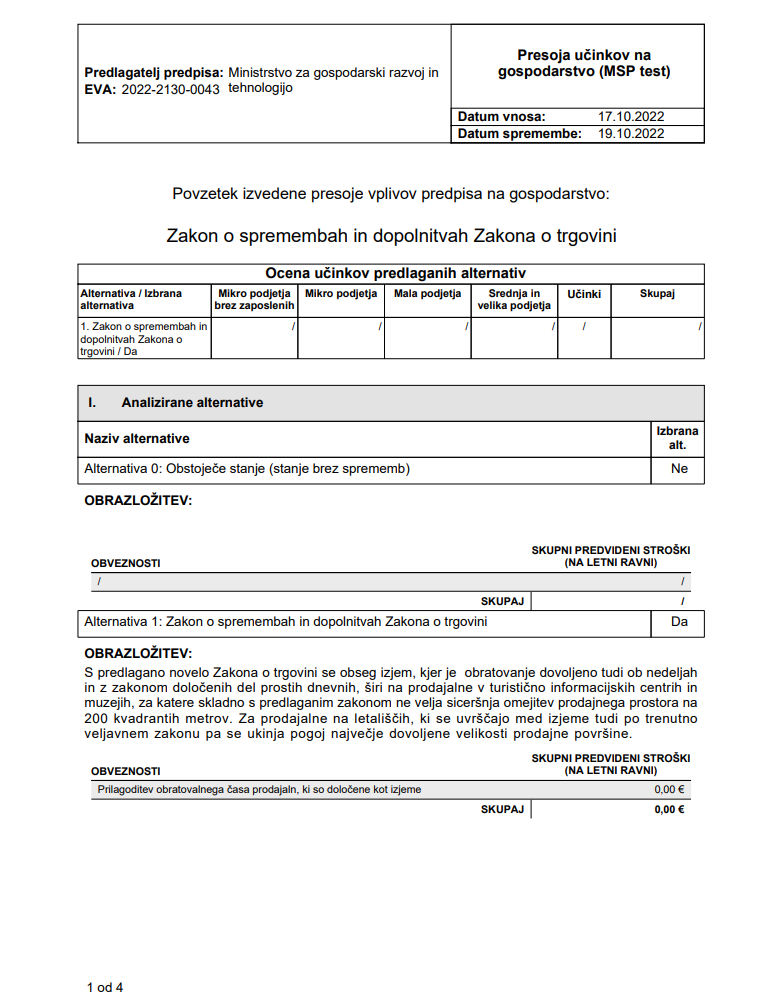 Predlagatelj predpisa: Ministrstvo za gospodarski razvoj in
tehnologijo
EVA: 2022-2130-0043
Presoja učinkov na
gospodarstvo (MSP test)
Datum vnosa: 17.10.2022
Datum spremembe: 19.10.2022
Povzetek izvedene presoje vplivov predpisa na gospodarstvo:
Zakon o spremembah in dopolnitvah Zakona o trgovini
Ocena učinkov predlaganih alternativ
Alternativa / Izbrana
alternativa
Mikro podjetja
brez zaposlenih
Mikro podjetja
Mala podjetja
Srednja in
velika podjetja
Učinki
Skupaj
1. Zakon o spremembah in
dopolnitvah Zakona o
trgovini / Da
/ / / / / /
I. Analizirane alternative
Naziv alternative
Izbrana
alt.
Alternativa 0: Obstoječe stanje (stanje brez sprememb) Ne
OBRAZLOŽITEV:
SKUPNI PREDVIDENI STROŠKI
(NA LETNI RAVNI)
OBVEZNOSTI
/ /
SKUPAJ /
Alternativa 1: Zakon o spremembah in dopolnitvah Zakona o trgovini Da
OBRAZLOŽITEV:
S predlagano novelo Zakona o trgovini se obseg izjem, kjer je obratovanje dovoljeno tudi ob nedeljah
in z zakonom določenih del prostih dnevnih, širi na prodajalne v turistično informacijskih centrih in
muzejih, za katere skladno s predlaganim zakonom ne velja siceršnja omejitev prodajnega prostora na
200 kvadrantih metrov. Za prodajalne na letališčih, ki se uvrščajo med izjeme tudi po trenutno
veljavnem zakonu pa se ukinja pogoj največje dovoljene velikosti prodajne površine.
SKUPNI PREDVIDENI STROŠKI
(NA LETNI RAVNI)
OBVEZNOSTI
Prilagoditev obratovalnega časa prodajaln, ki so določene kot izjeme 0,00 €
SKUPAJ 0,00 €
1 od 4